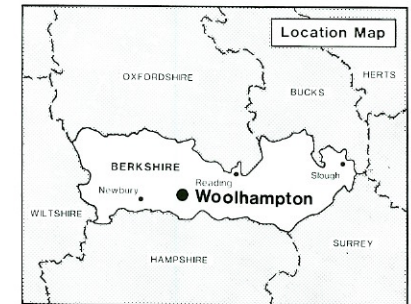 Location Map
OXFORDSHIRE
HERTS
BUCKS
BERKSHIRE
Reading
Slough
Newbury
Woolhampton
WILTSHIRE
SURREY
HAMPSHIRE